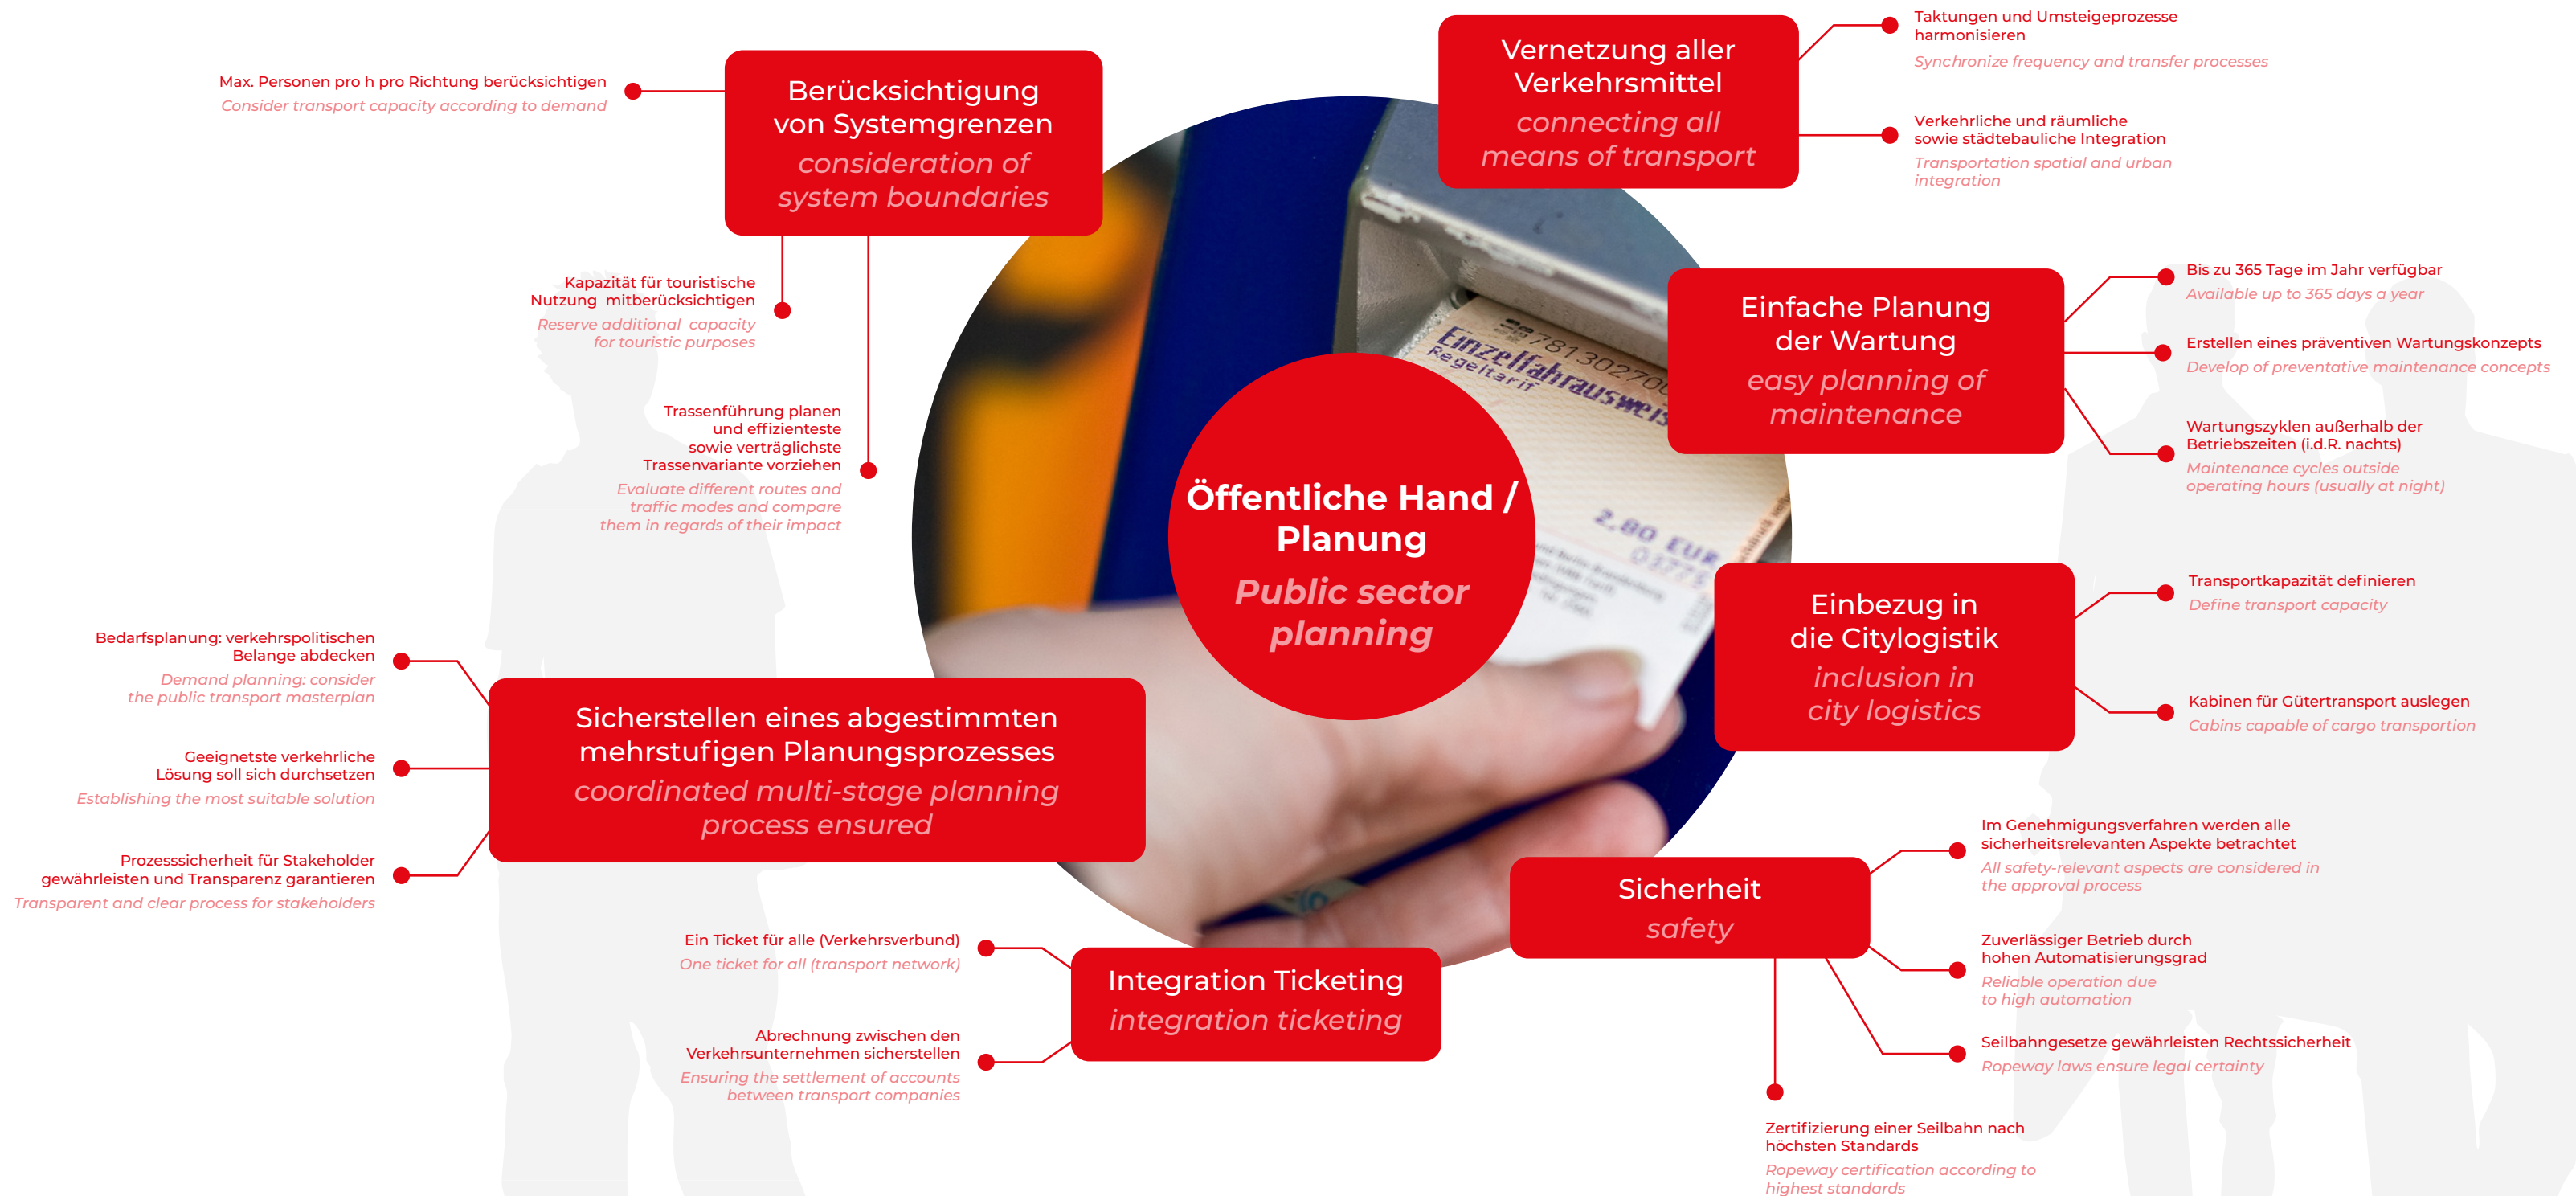 Max. Personen pro h pro Richtung berücksichtigen
Consider transport capacity according to demand
Berücksichtigung
von Systemgrenzen
consideration of
system boundaries
Kapazität für touristische
Nutzung mitberücksichtigen
Reserve additional capacity
for touristic purposes
Trassenführung planen
und effizienteste
sowie verträglichste
Trassenvariante vorziehen
Evaluate different routes and
traffic modes and compare
them in regards of their impact
Vernetzung aller
Verkehrsmittel
connecting all
means of transport
Taktungen und Umsteigeprozesse
harmonisieren
Synchronize frequency and transfer processes
Verkehrliche und räumliche
sowie städtebauliche Integration
Transportation spatial and urban
integration
Einfache Planung
der Wartung
easy planning of
maintenance
Bis zu 365 Tage im Jahr verfügbar
Available up to 365 days a year
Erstellen eines präventiven Wartungskonzepts
Develop of preventative maintenance concepts
Wartungszyklen außerhalb der
Betriebszeiten (i.d.R. nachts)
Maintenance cycles outside
operating hours (usually at night)
Einzelfahrausweis
Regeltarif
2,80 EUR
Öffentliche Hand /
Planung
Public sector
planning
Einbezug in
die Citylogistik
inclusion in
city logistics
Transportkapazität definieren
Define transport capacity
Kabinen für Gütertransport auslegen
Cabins capable of cargo transportion
Bedarfsplanung: verkehrspolitischen
Belange abdecken
Demand planning: consider
the public transport masterplan
Geeignetste verkehrliche
Lösung soll sich durchsetzen
Establishing the most suitable solution
Prozesssicherheit für Stakeholder
gewährleisten und Transparenz garantieren
Transparent and clear process for stakeholders
Sicherstellen eines abgestimmten
mehrstufigen Planungsprozesses
coordinated multi-stage planning
process ensured
Ein Ticket für alle (Verkehrsverbund)
One ticket for all (transport network)
Abrechnung zwischen den
Verkehrsunternehmen sicherstellen
Ensuring the settlement of accounts
between transport companies
Integration Ticketing
integration ticketing
Sicherheit
safety
Im Genehmigungsverfahren werden alle
sicherheitsrelevanten Aspekte betrachtet
All safety-relevant aspects are considered in
the approval process
Zuverlässiger Betrieb durch
hohen Automatisierungsgrad
Reliable operation due
to high automation
Seilbahngesetze gewährleisten Rechtssicherheit
Ropeway laws ensure legal certainty
Zertifizierung einer Seilbahn nach
höchsten Standards
Ropeway certification according to
highest standards